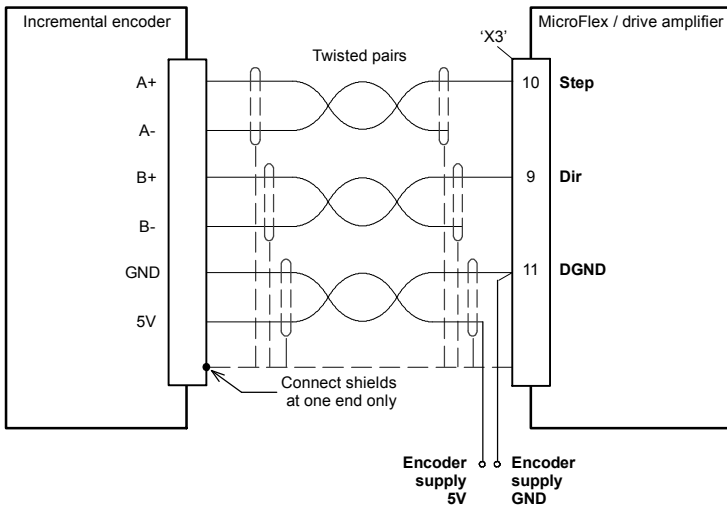 Incremental encoder
MicroFlex / drive amplifier
'X3'
Twisted pairs
A+
10 Step
A-
B+
9 Dir
B-
GND
11 DGND
5V
Connect shields
at one end only
Encoder
supply
5V
Encoder
supply
GND